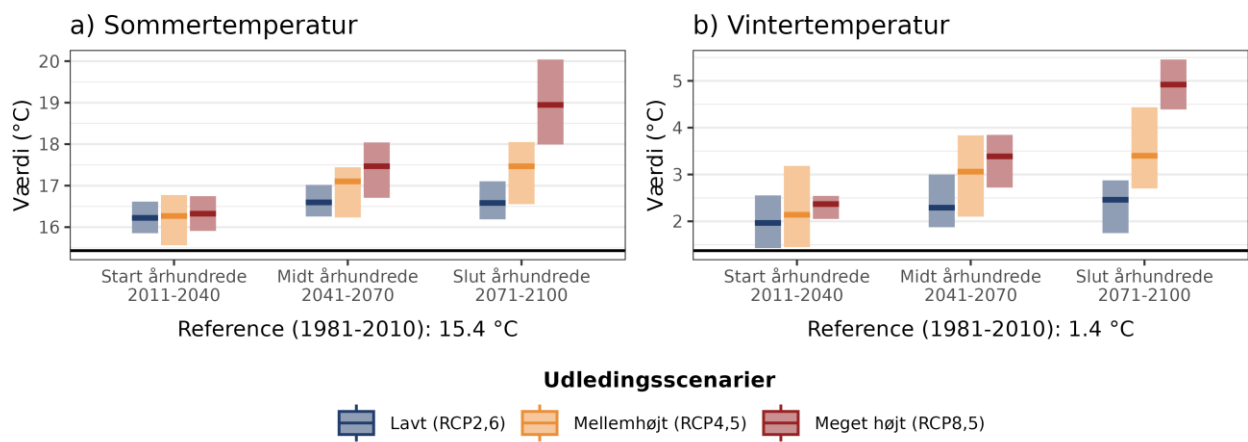 a) Sommertemperatur
Værdi (°C)
20
19
18
17
16
Start århundrede
2011-2040
Midt århundrede
2041-2070
Slut århundrede
2071-2100
Reference (1981-2010): 15.4 °C
b) Vintertemperatur
Værdi (°C)
5
4
3
2
Start århundrede
2011-2040
Midt århundrede
2041-2070
Slut århundrede
2071-2100
Reference (1981-2010): 1.4 °C
Udledingsscenarier
Lavt (RCP2,6)
Mellemhøjt (RCP4,5)
Meget højt (RCP8,5)